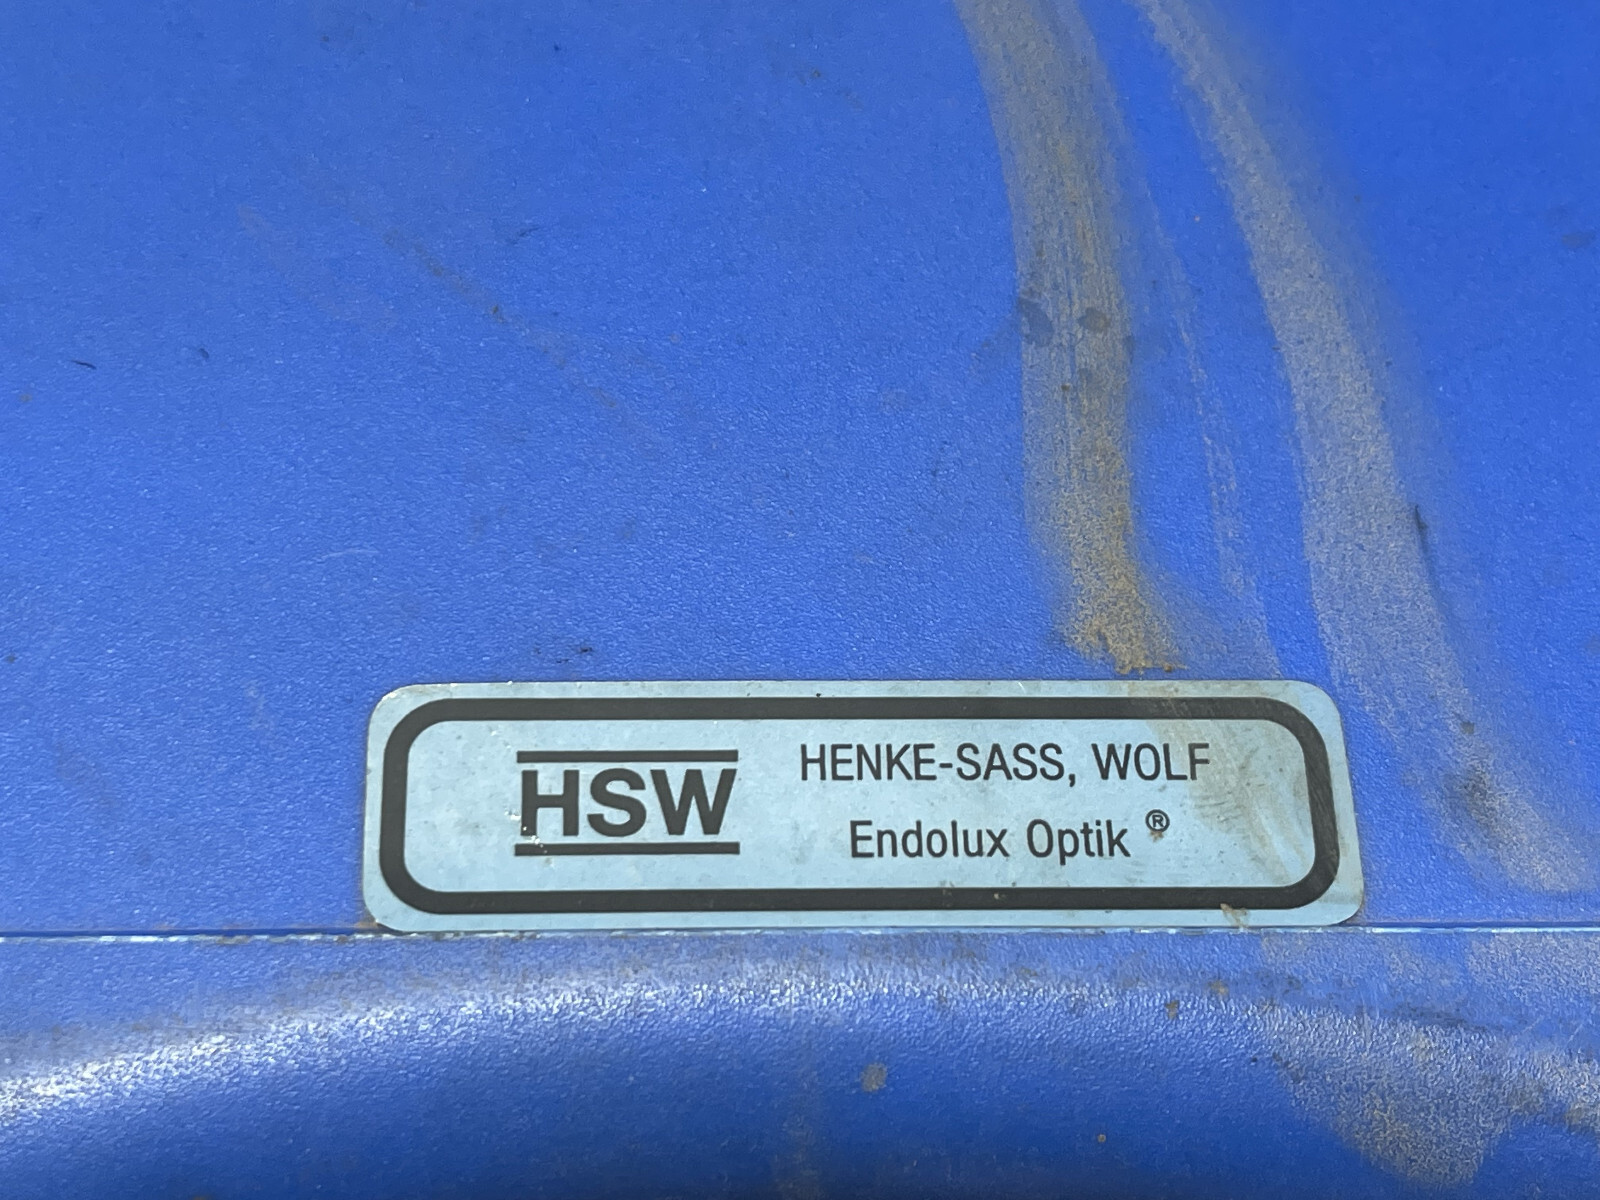 HSW
HENKE-SASS, WOLF
Endolux Optik ®